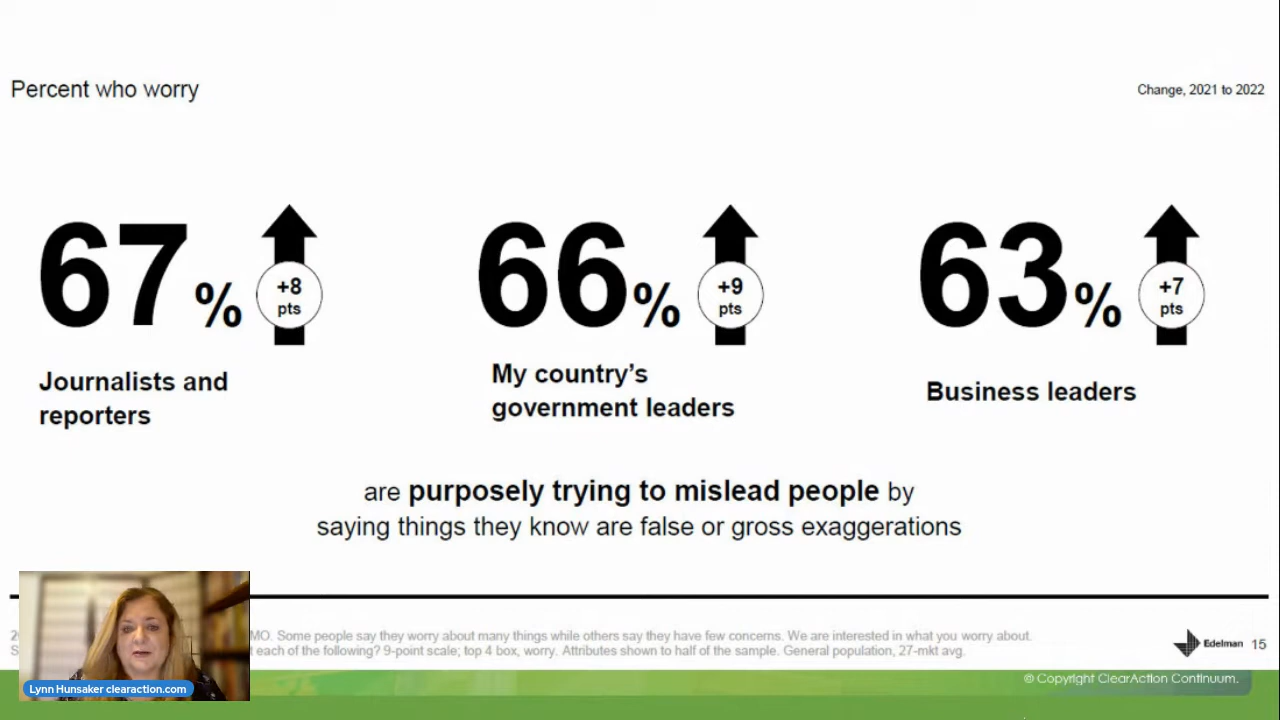 Percent who worry
Change, 2021 to 2022
67%
+8
pts
66%
+9
pts
63%
+7
pts
Journalists and
reporters
My country’s
government leaders
Business leaders
are purposely trying to mislead people by
saying things they know are false or gross exaggerations
MO. Some people say they worry about many things while others say they have few concerns. We are interested in what you worry about.
t each of the following? 9-point scale; top 4 box, worry. Attributes shown to half of the sample. General population, 27-mkt avg.
Edelman 15
© Copyright ClearAction Continuum.
Lynn Hunsaker clearaction.com